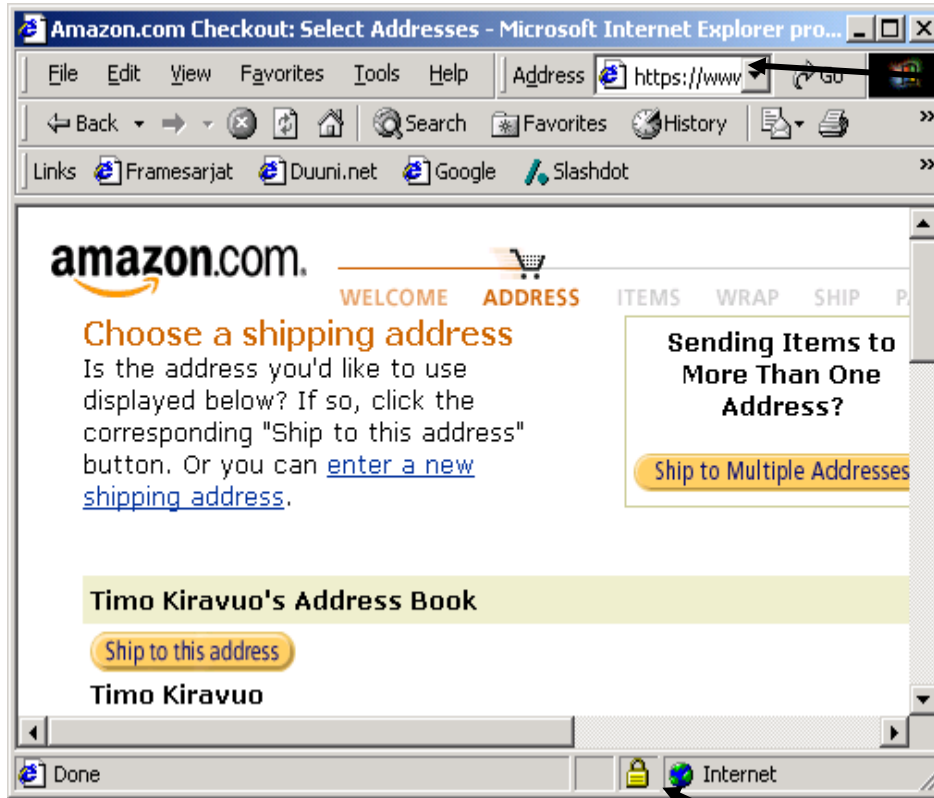 Amazon.com Checkout: Select Addresses - Microsoft Internet Explorer pro...
File Edit View Favorites Tools Help Address https://www Go
Back Search Favorites History »
Links Framesarjat Duuni.net Google Slashdot »
amazon.com.
WELCOME ADDRESS ITEMS WRAP SHIP
Choose a shipping address
Is the address you'd like to use
displayed below? If so, click the
corresponding "Ship to this address"
button. Or you can enter a new
shipping address.
Sending Items to
More Than One
Address?
Ship to Multiple Addresses
Timo Kiravuo's Address Book
Ship to this address
Timo Kiravuo
Done Internet